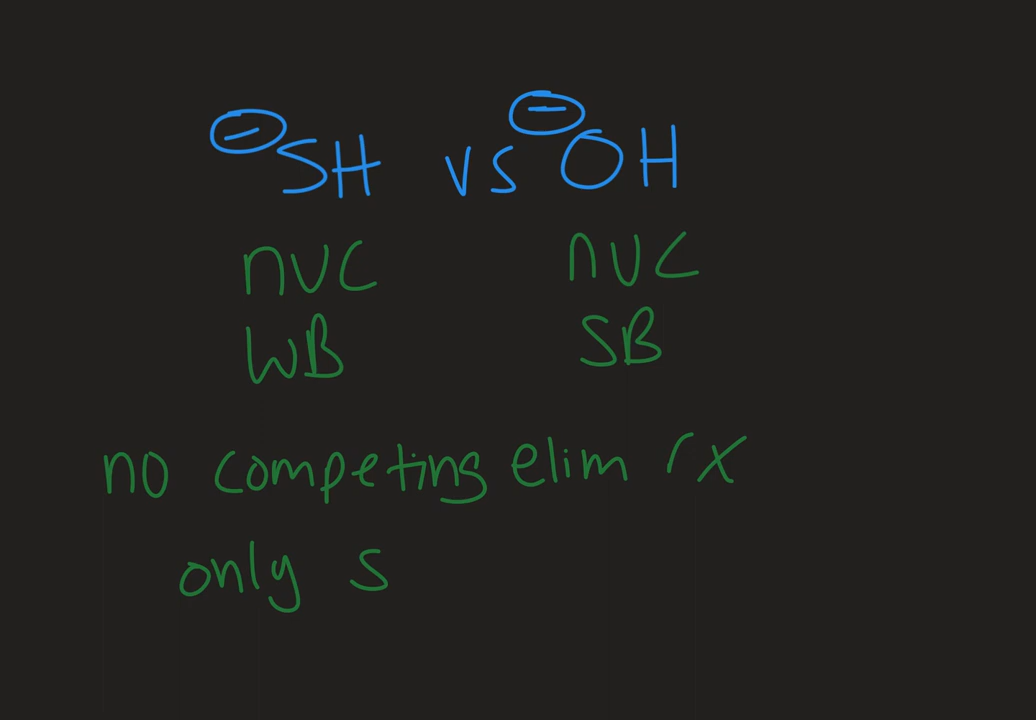 ⊖SH vs ⊖OH
nuc nuc
WB SB
no competing elim rx
only s